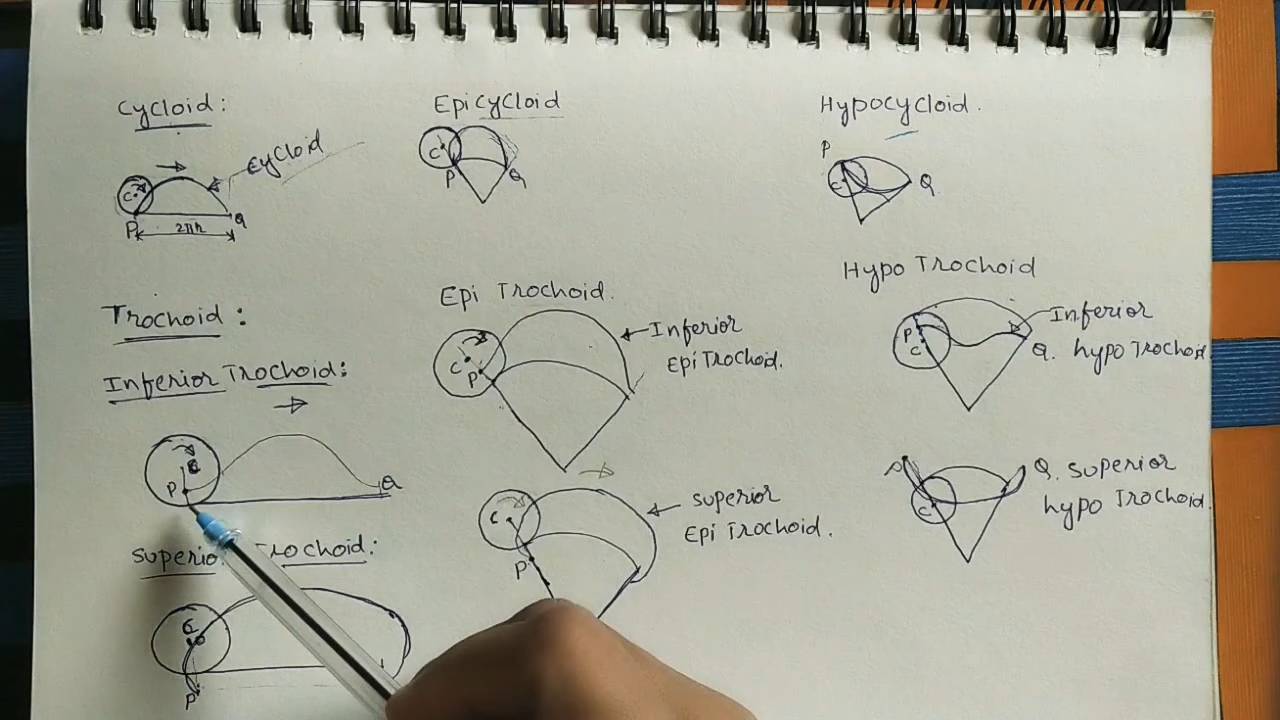 Cycloid:
C
P
Q
2πr
cycloid
Epicycloid
C
P
Q
Hypocycloid.
P
C
Q
Trochoid:
Inferior Trochoid:
P
Q
Superior Trochoid:
C
P
Epi Trochoid.
C
P
Inferior
Epi Trochoid.
C
P
superior
Epi Trochoid.
Hypo Trochoid
P
C
Inferior
Q. hypo Trochoid
P
C
Q. superior
hypo Trochoid.